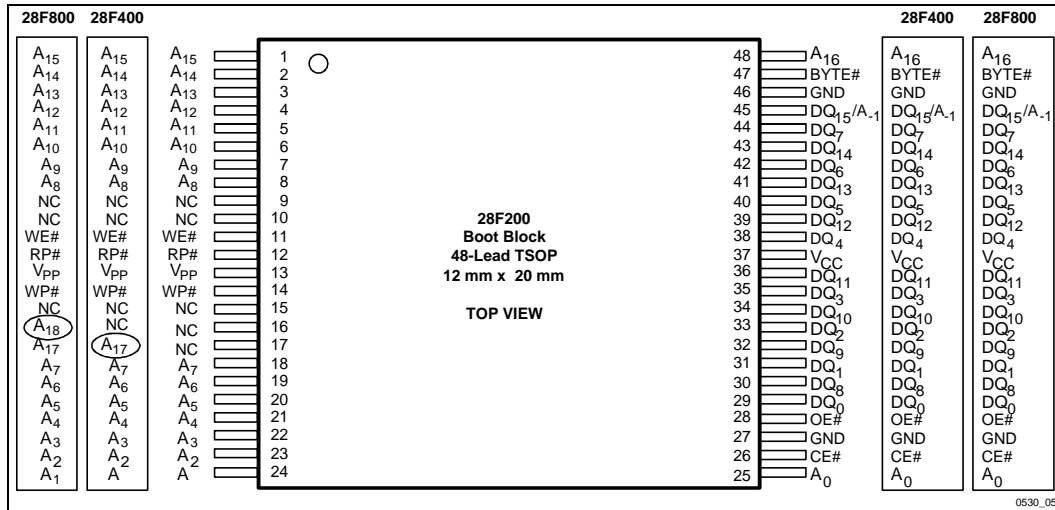 28F800 28F400 28F400 28F800
A15 A15 A15 1 48 A16 A16 A16
A14 A14 A14 2 47 BYTE# BYTE# BYTE#
A13 A13 A13 3 46 GND GND GND
A12 A12 A12 4 45 DQ15/A-1 DQ15/A-1 DQ15/A-1
A11 A11 A11 5 44 DQ7 DQ7 DQ7
A10 A10 A10 6 43 DQ14 DQ14 DQ14
A9 A9 A9 7 42 DQ6 DQ6 DQ6
A8 A8 A8 8 41 DQ13 DQ13 DQ13
NC NC NC 9 40 DQ5 DQ5 DQ5
NC NC NC 10 28F200 39 DQ12 DQ12 DQ12
WE# WE# WE# 11 Boot Block 38 DQ4 DQ4 DQ4
RP# RP# RP# 12 48-Lead TSOP 37 VCC VCC VCC
VPP VPP VPP 13 12 mm x 20 mm 36 DQ11 DQ11 DQ11
WP# WP# WP# 14 35 DQ3 DQ3 DQ3
NC NC NC 15 TOP VIEW 34 DQ10 DQ10 DQ10
A18 NC NC 16 33 DQ2 DQ2 DQ2
A17 A17 NC 17 32 DQ9 DQ9 DQ9
A7 A7 A7 18 31 DQ1 DQ1 DQ1
A6 A6 A6 19 30 DQ8 DQ8 DQ8
A5 A5 A5 20 29 DQ0 DQ0 DQ0
A4 A4 A4 21 28 OE# OE# OE#
A3 A3 A3 22 27 GND GND GND
A2 A2 A2 23 26 CE# CE# CE#
A1 A A 24 25 A0 A0 A0
0530_05